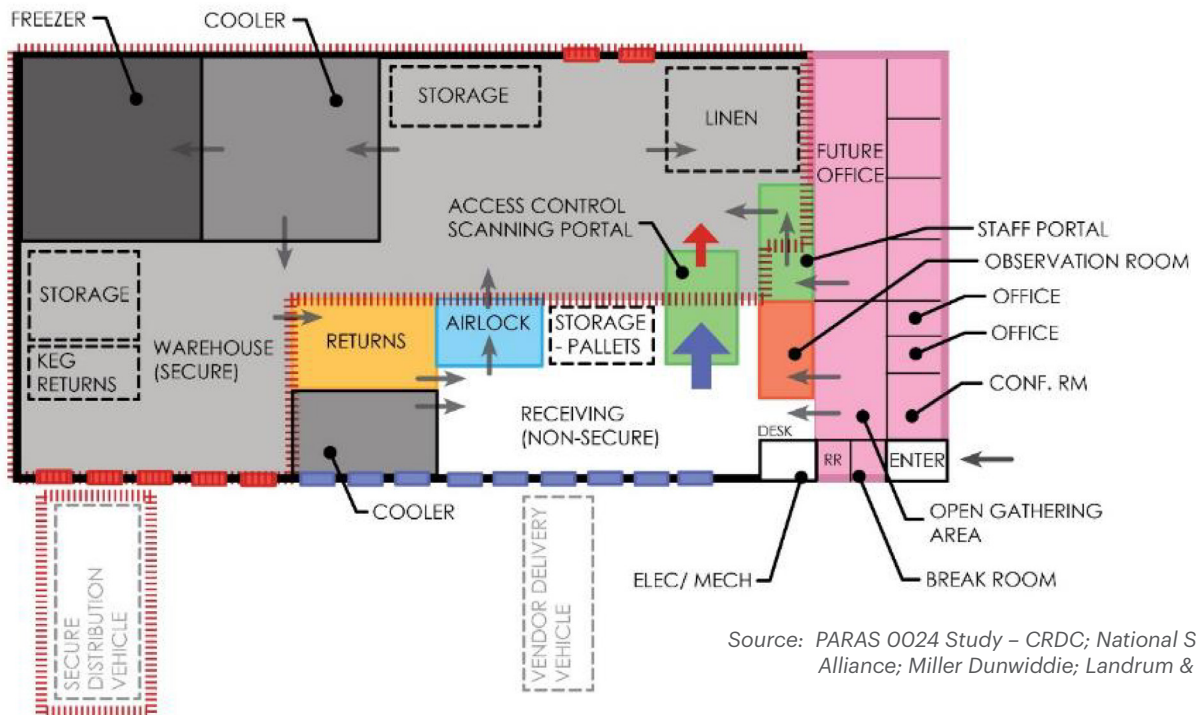 FREEZER
COOLER
STORAGE
LINEN
FUTURE
OFFICE
ACCESS CONTROL
SCANNING PORTAL
STAFF PORTAL
OBSERVATION ROOM
STORAGE
OFFICE
RETURNS
AIRLOCK
STORAGE
- PALLETS
OFFICE
KEG
RETURNS
WAREHOUSE
(SECURE)
CONF. RM
RECEIVING
(NON-SECURE)
DESK
RR
ENTER
COOLER
OPEN GATHERING
AREA
ELEC/ MECH
BREAK ROOM
SECURE
DISTRIBUTION
VEHICLE
VENDOR DELIVERY
VEHICLE
Source: PARAS 0024 Study – CRDC; National S
Alliance; Miller Dunwiddie; Landrum &